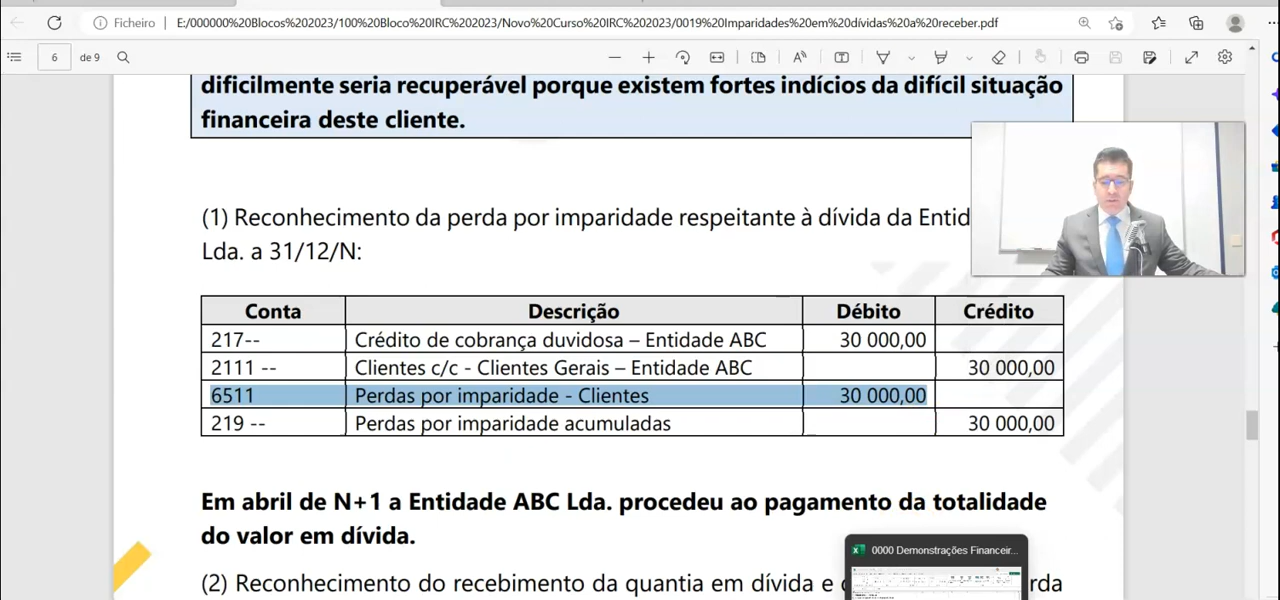 Ficheiro E:/000000%20Blocos%202023/100%20Bloco%20IRC%202023/Novo%20Curso%20IRC%202023/0019%20Imparidades%20em%20dívidas%20a%20receber.pdf
6 de 9
dificilmente seria recuperável porque existem fortes indícios da difícil situação
financeira deste cliente.
(1) Reconhecimento da perda por imparidade respeitante à dívida da Entid
Lda. a 31/12/N:
Conta Descrição Débito Crédito
217-- Crédito de cobrança duvidosa – Entidade ABC 30 000,00
2111 -- Clientes c/c - Clientes Gerais – Entidade ABC 30 000,00
6511 Perdas por imparidade - Clientes 30 000,00
219 -- Perdas por imparidade acumuladas 30 000,00
Em abril de N+1 a Entidade ABC Lda. procedeu ao pagamento da totalidade
do valor em dívida.
0000 Demonstrações Financeir...
(2) Reconhecimento do recebimento da quantia em dívida e rda